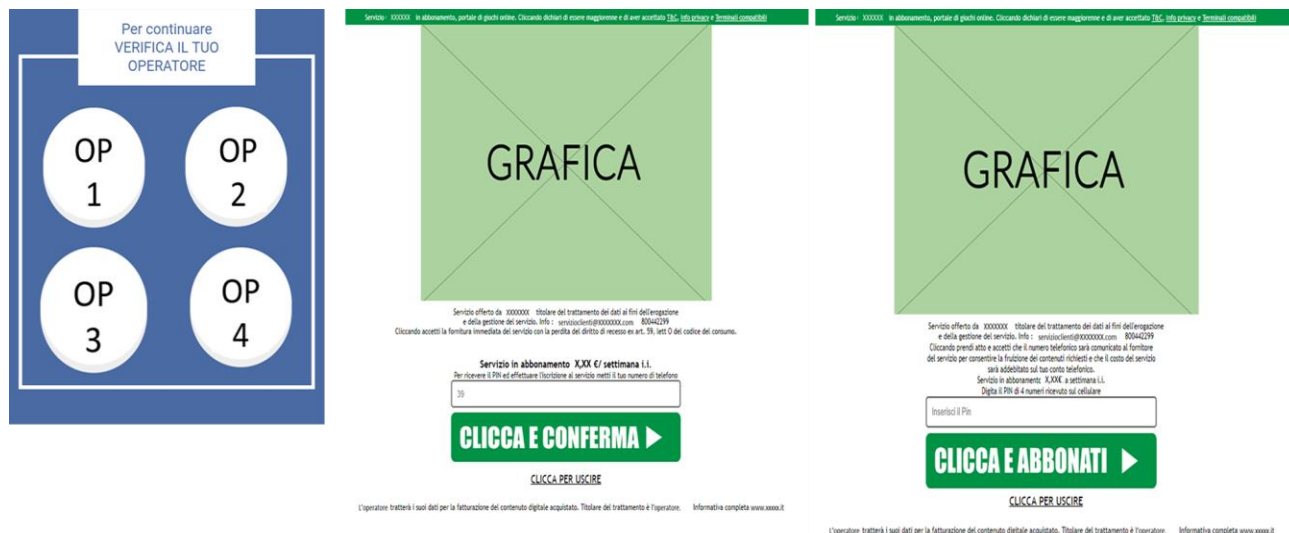 Per continuare
VERIFICA IL TUO
OPERATORE
OP
1
OP
2
OP
3
OP
4
Servizio XXXXXX in abbonamento, portale di giochi online. Cliccando dichiari di essere maggiorenne e di aver accettato T&C, info privacy e Terminali compatibili
GRAFICA
Servizio offerto da XXXXXXX titolare del trattamento dei dati ai fini dell'erogazione
e della gestione del servizio. Info : servizioclienti@XXXXXXX.com 800442299
Cliccando accetti la fornitura immediata del servizio con la perdita del diritto di recesso ex art. 59, lett O del codice del consumo.
Servizio in abbonamento X,XX €/ settimana i.i.
Per ricevere il PIN ed effettuare l'iscrizione al servizio metti il tuo numero di telefono
39
CLICCA E CONFERMA
CLICCA PER USCIRE
L'operatore tratterà i suoi dati per la fatturazione del contenuto digitale acquistato. Titolare del trattamento è l'operatore. Informativa completa www.xxxxx.it
Servizio XXXXXX in abbonamento, portale di giochi online. Cliccando dichiari di essere maggiorenne e di aver accettato T&C, info privacy e Terminali compatibili
GRAFICA
Servizio offerto da XXXXXXX titolare del trattamento dei dati ai fini dell'erogazione
e della gestione del servizio. Info : servizioclienti@XXXXXXX.com 800442299
Cliccando prendi atto e accetti che il numero telefonico sarà comunicato al fornitore
del servizio per consentire la fruizione dei contenuti richiesti e che il costo del servizio
sarà addebitato sul tuo conto telefonico.
Servizio in abbonamento X,XX€ a settimana i.i.
Digita il PIN di 4 numeri ricevuto sul cellulare
Inserisci il Pin
CLICCA E ABBONATI
CLICCA PER USCIRE
L'operatore tratterà i suoi dati per la fatturazione del contenuto digitale acquistato. Titolare del trattamento è l'operatore. Informativa completa www.xxxxx.it